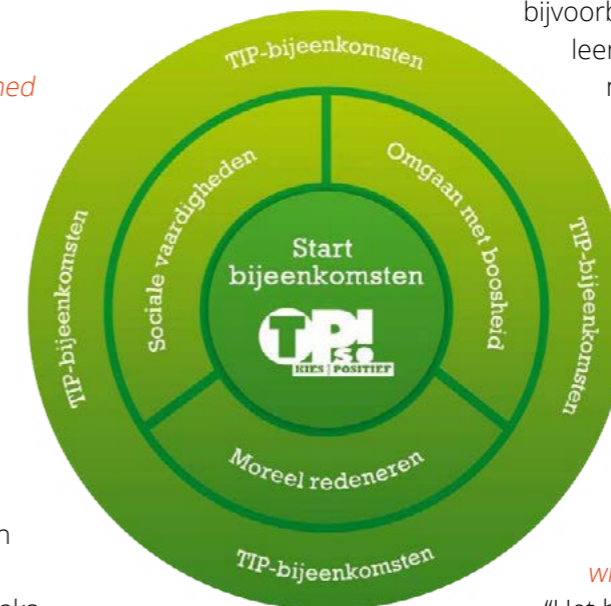 bijvoorb
leer
ned
TIP-bijeenkomsten
TIP-bijeenkomsten
TIP-bijeenkomsten
Sociale vaardigheden
Omgaan met boosheid
Start
bijeenkomsten
KIES | POSITIEF
Moreel redeneren
TIP-bijeenkomsten